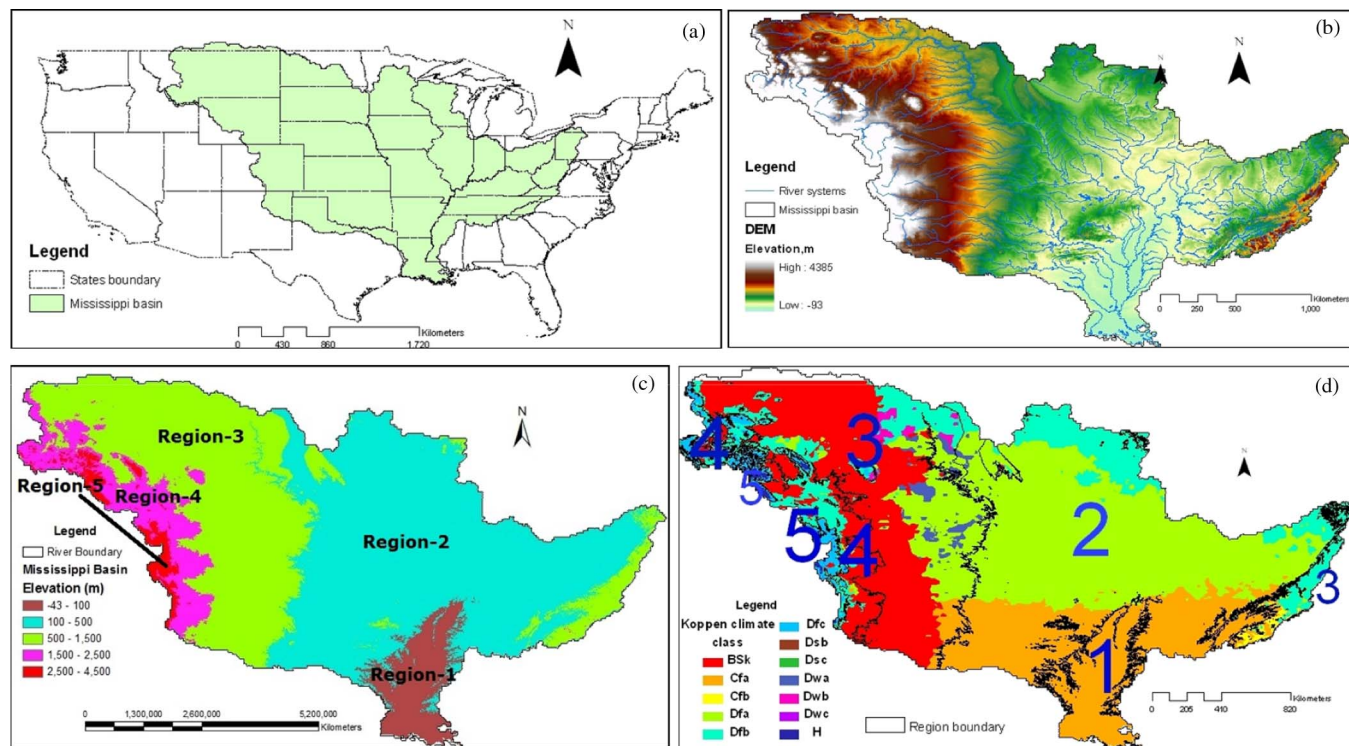 (a)
N
Legend
States boundary
Mississippi basin
Kilometers
0 430 860 1,720
(b)
N
N
Legend
River systems
Mississippi basin
DEM
Elevation,m
High : 4385
Low : -93
Kilometers
0 250 500 1,000
(c)
N
Region-3
Region-5
Region-4
Region-2
Region-1
Legend
River Boundary
Mississippi Basin
Elevation (m)
-43 - 100
100 - 500
500 - 1,500
1,500 - 2,500
2,500 - 4,500
Kilometers
0 1,300,000 2,600,000 5,200,000
(d)
N
4
3
5
5
4
2
3
1
Legend
Koppen climate
class
BSk
Cfa
Cfb
Dfa
Dfb
Dfc
Dsb
Dsc
Dwa
Dwb
Dwc
H
Region boundary
Kilometers
0 205 410 820